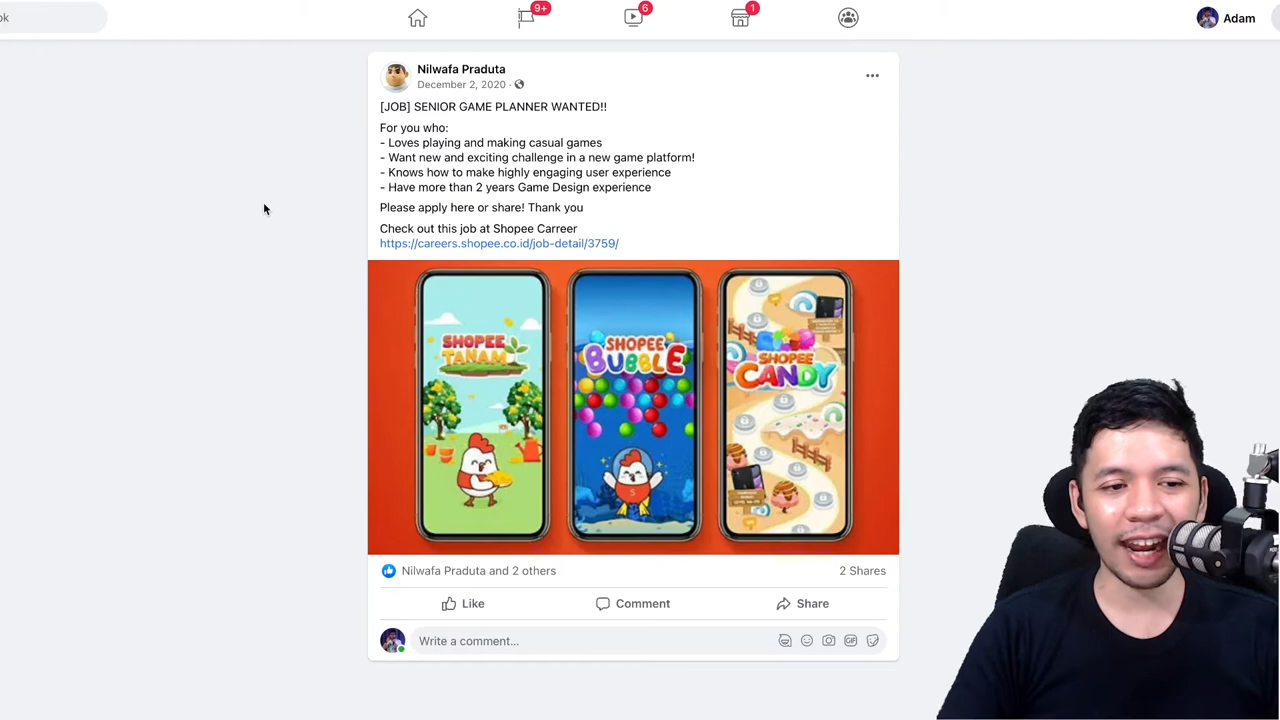 ok
9+
6
1
Adam
Nilwafa Praduta
December 2, 2020 ·
[JOB] SENIOR GAME PLANNER WANTED!!
For you who:
- Loves playing and making casual games
- Want new and exciting challenge in a new game platform!
- Knows how to make highly engaging user experience
- Have more than 2 years Game Design experience
Please apply here or share! Thank you
Check out this job at Shopee Carreer
https://careers.shopee.co.id/job-detail/3759/
SHOPEE
TANAM
SHOPEE
BUBBLE
S
SHOPEE
CANDY
Nilwafa Praduta and 2 others
2 Shares
Like
Comment
Share
Write a comment...
GIF